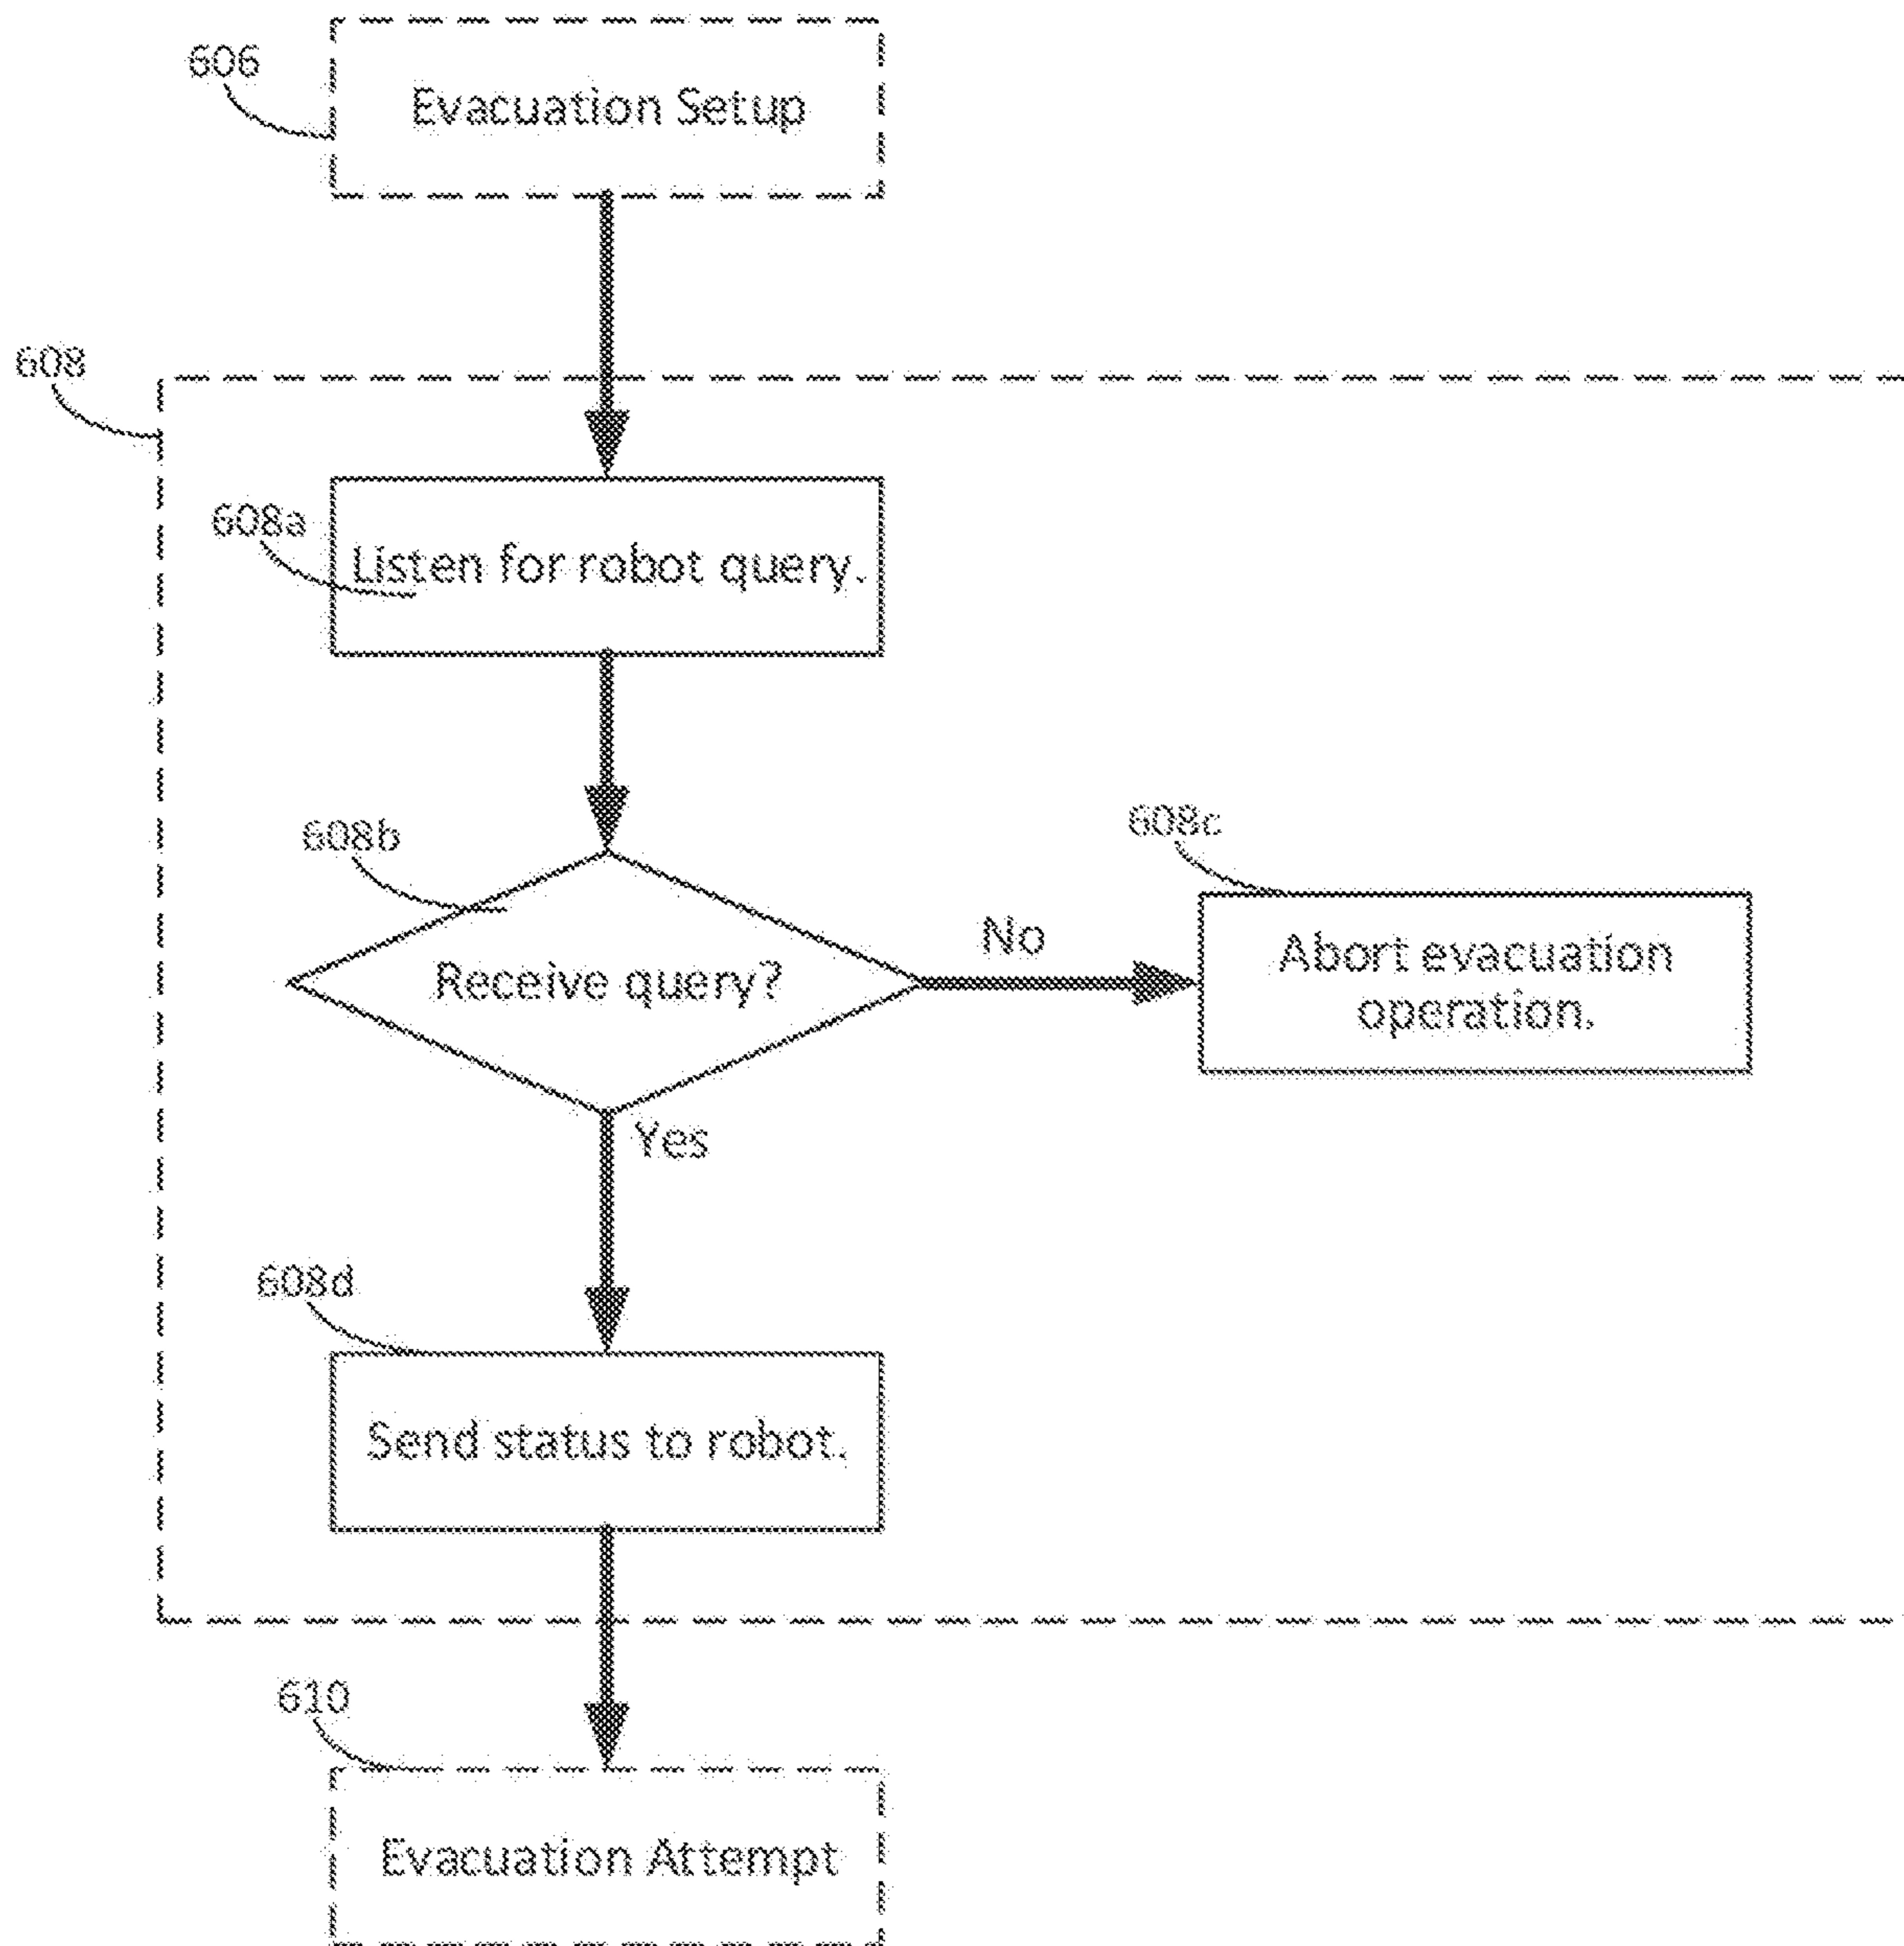 606
Evacuation Setup
608
608a
Listen for robot query.
608b
Receive query?
No
608c
Abort evacuation
operation.
Yes
608d
Send status to robot.
610
Evacuation Attempt